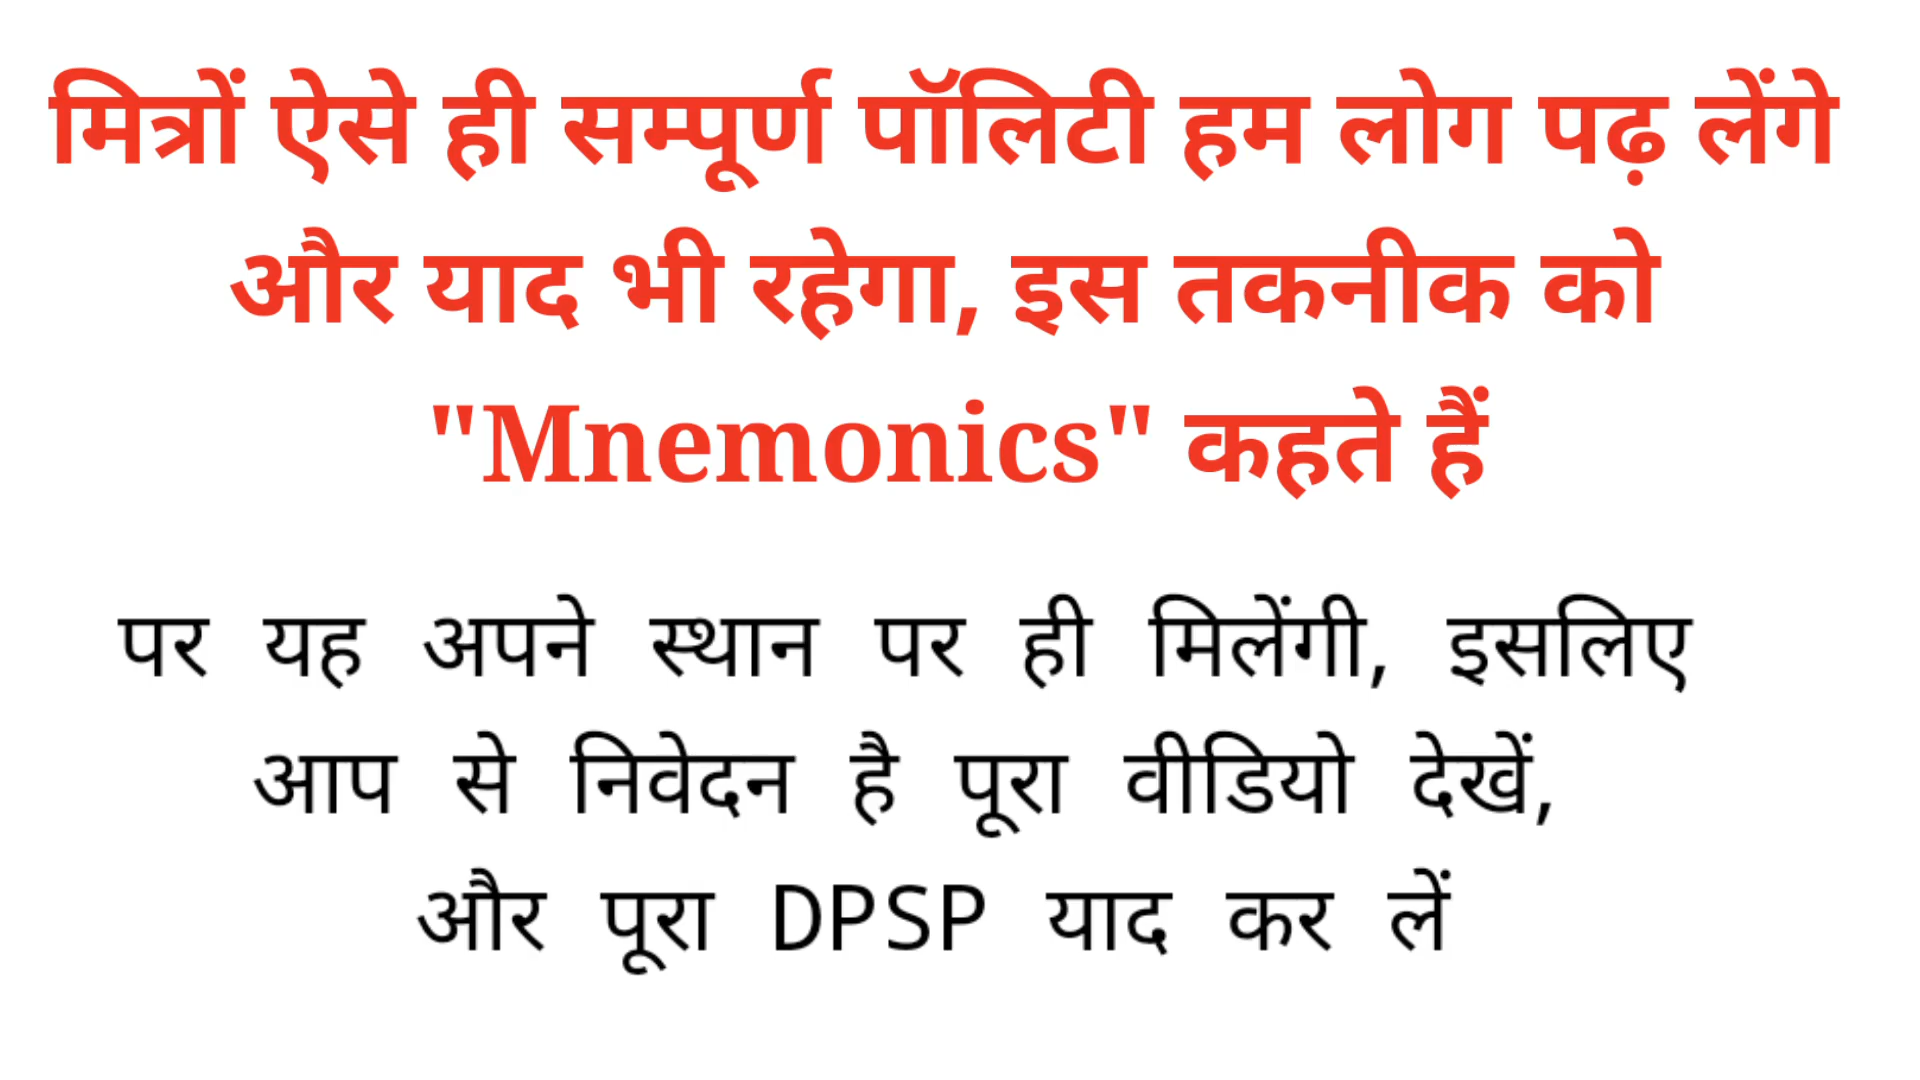 मित्रों ऐसे ही सम्पूर्ण पॉलिटी हम लोग पढ़ लेंगे
और याद भी रहेगा, इस तकनीक को
"Mnemonics" कहते हैं
पर यह अपने स्थान पर ही मिलेंगी, इसलिए
आप से निवेदन है पूरा वीडियो देखें,
और पूरा DPSP याद कर लें